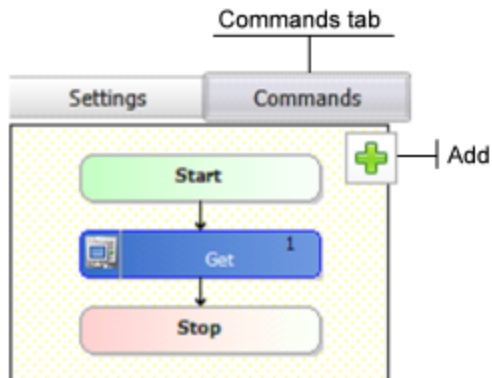 Commands tab
Settings
Commands
Add
Start
1
Get
Stop